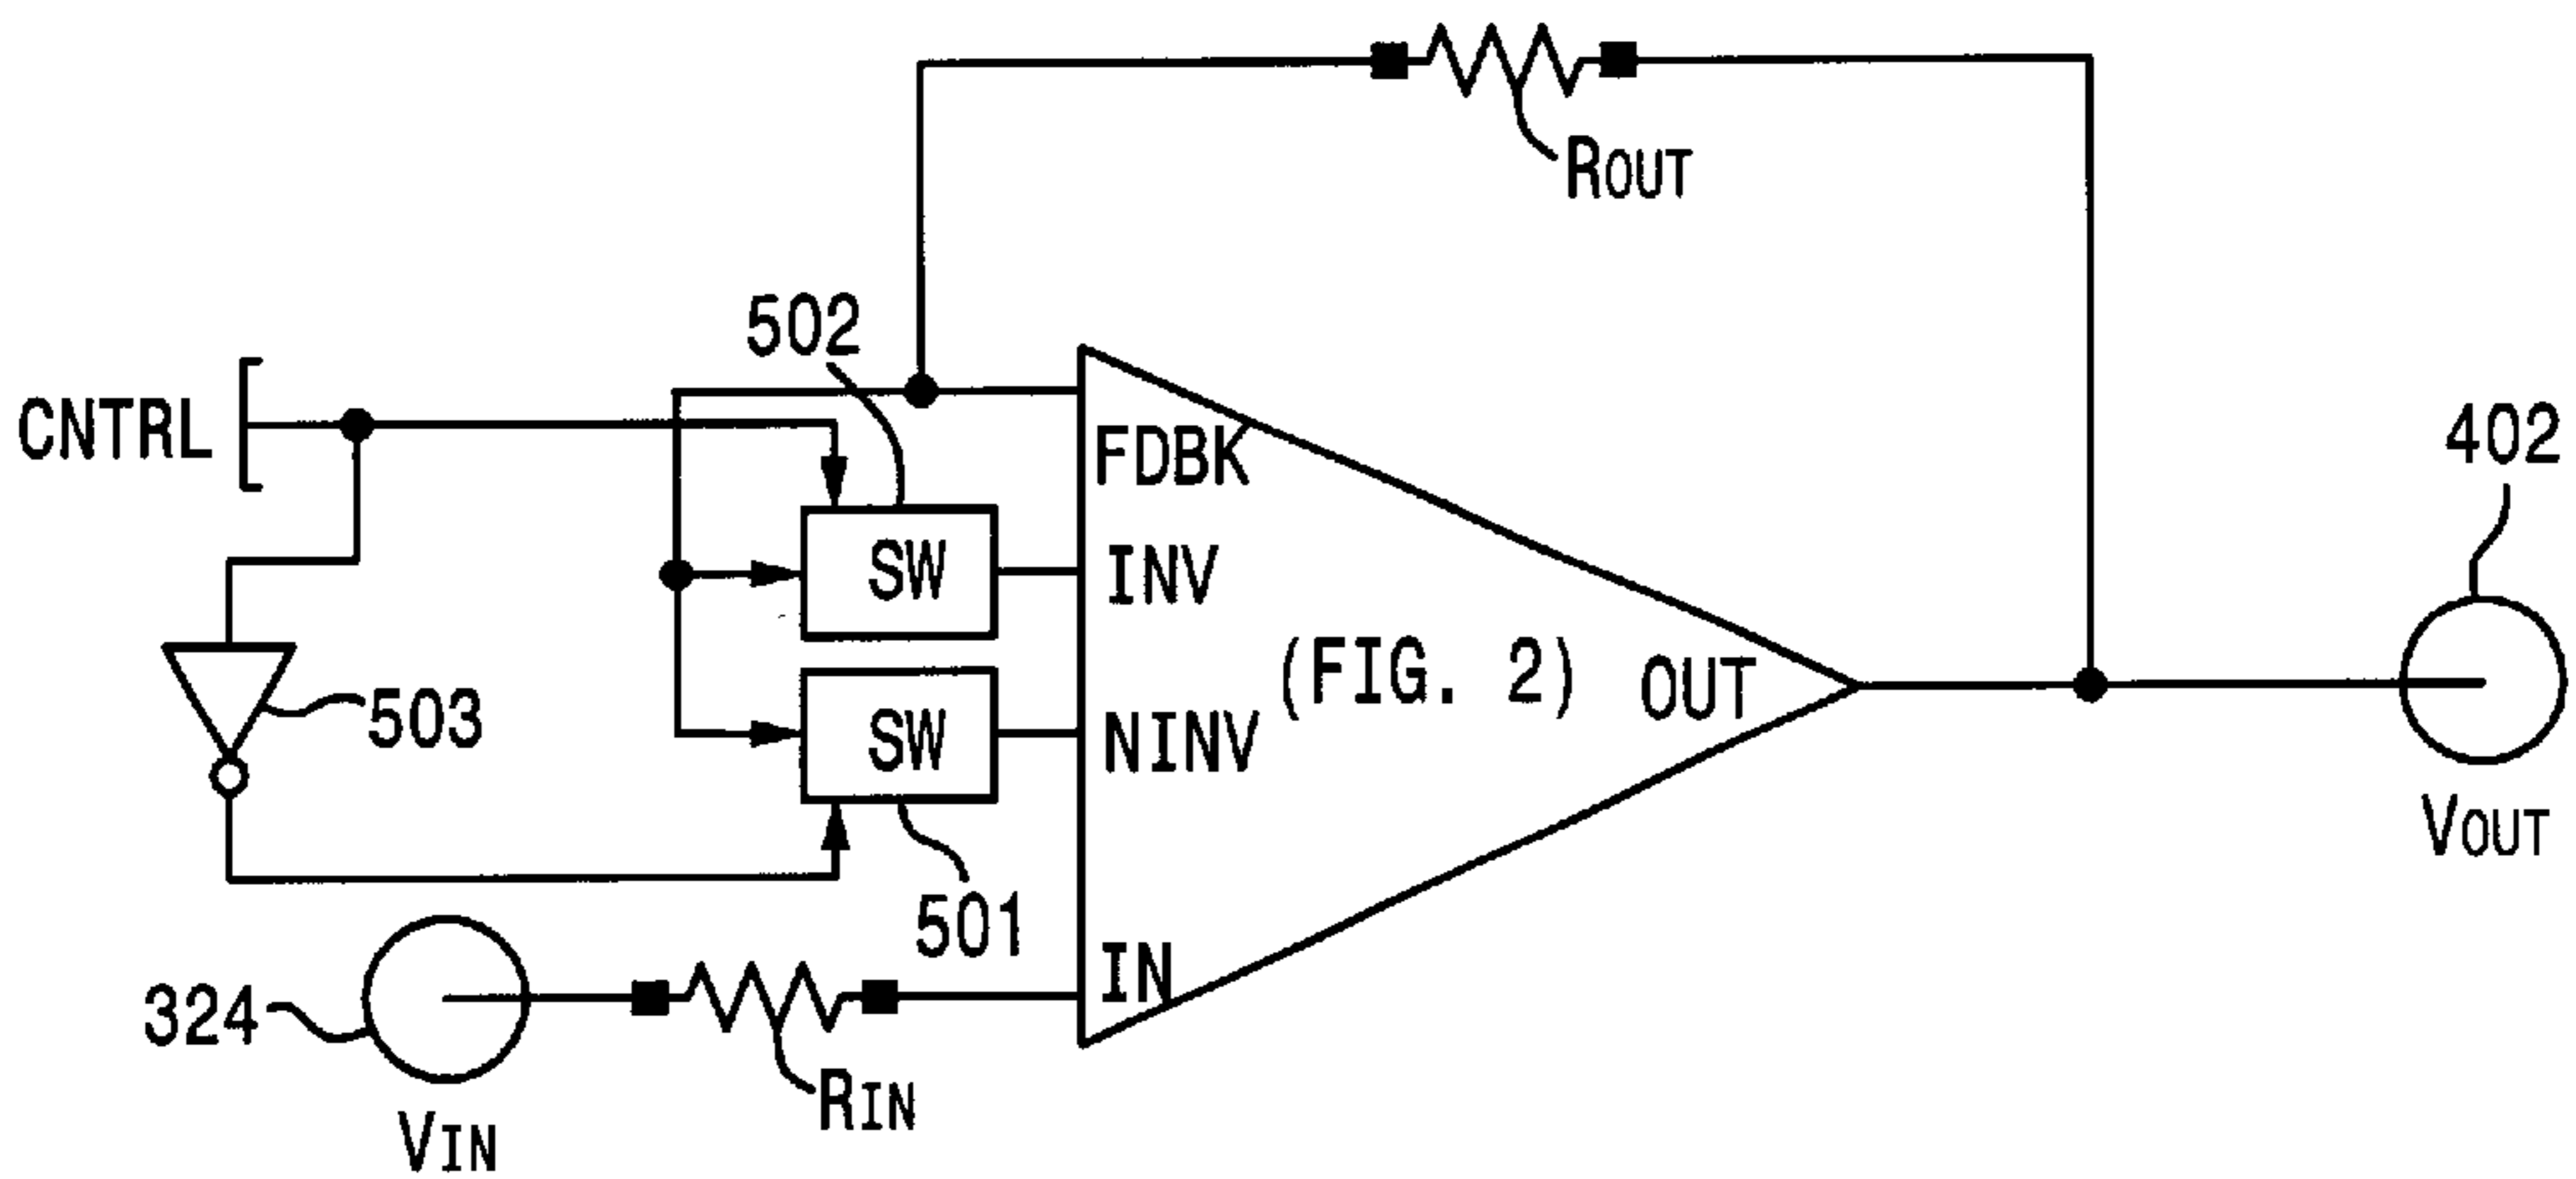 ROUT
502
CNTRL
402
FDBK
SW
INV
(FIG. 2)
OUT
503
SW
NINV
VOUT
501
IN
324
RIN
VIN